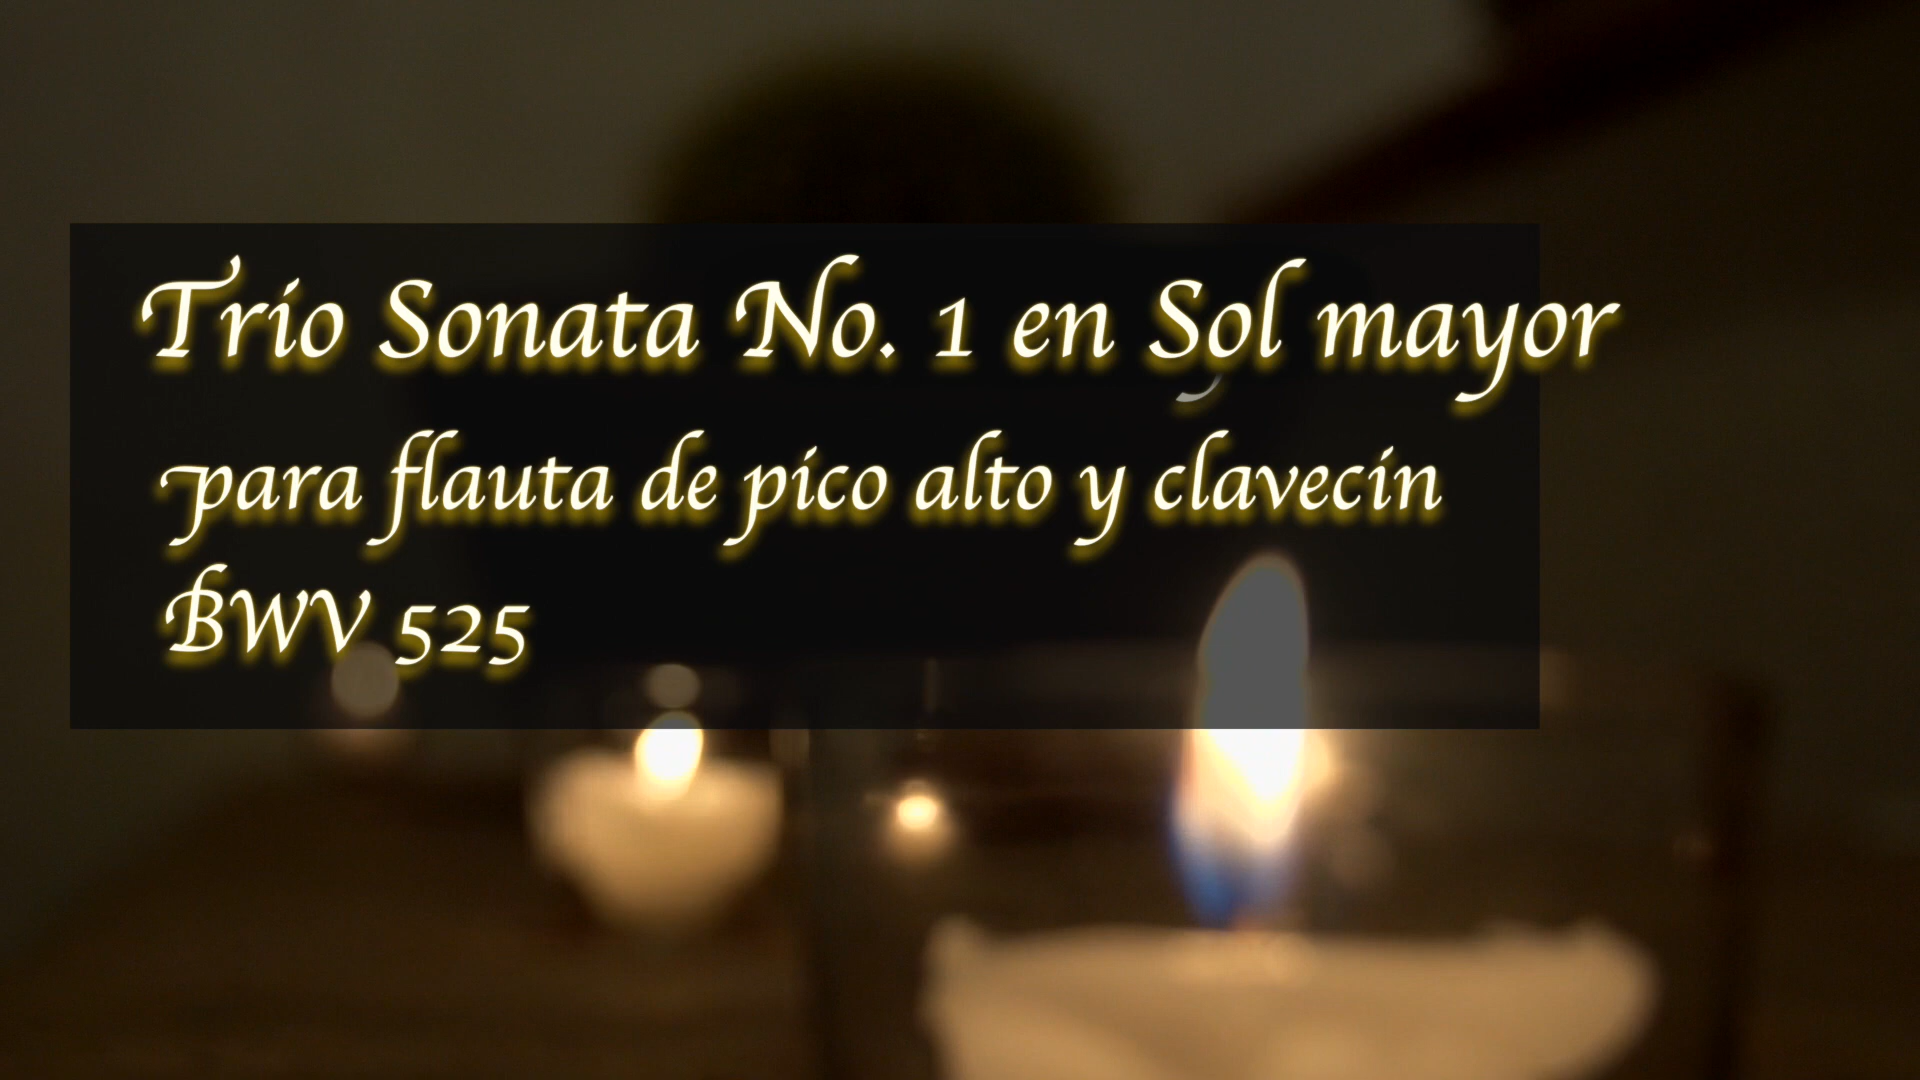 Trio Sonata No. 1 en Sol mayor
para flauta de pico alto y clavecin
BWV 525